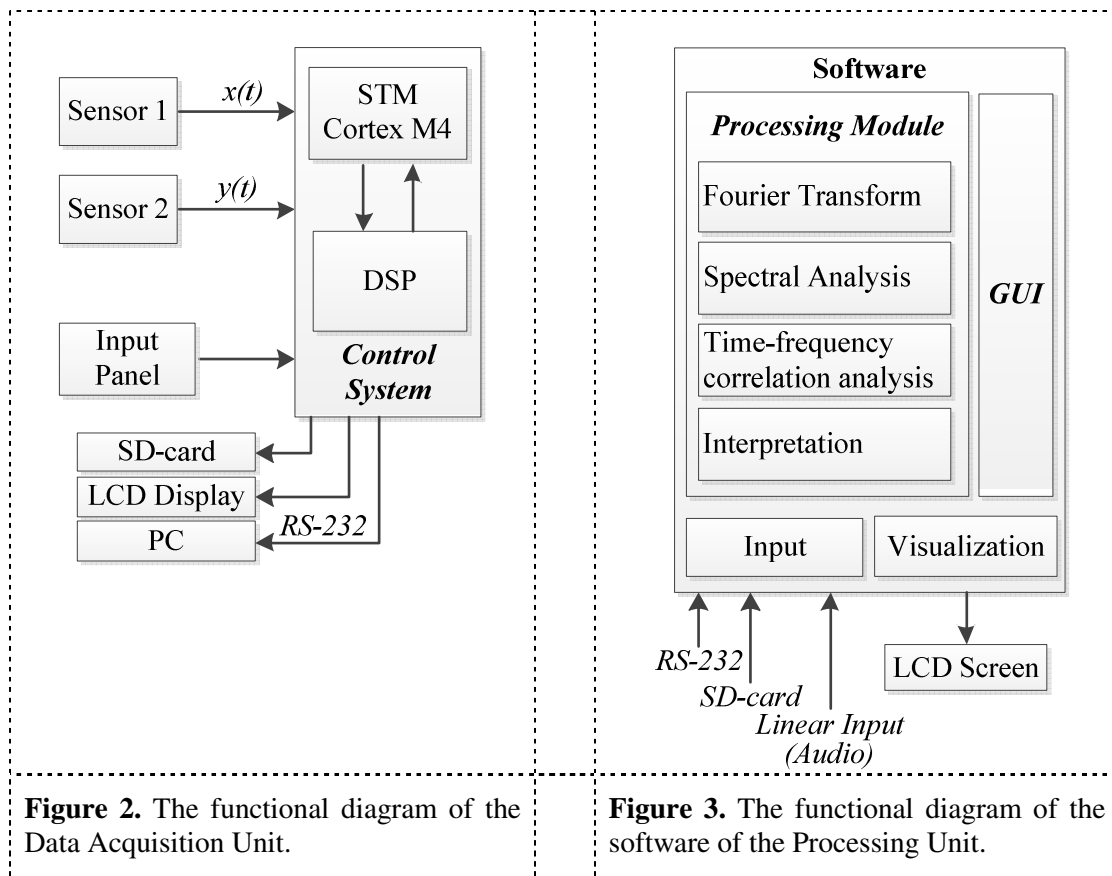 Sensor 1
x(t)
STM
Cortex M4
Sensor 2
y(t)
DSP
Input
Panel
Control
System
SD-card
LCD Display
RS-232
PC
Figure 2. The functional diagram of the
Data Acquisition Unit.
Software
Processing Module
Fourier Transform
Spectral Analysis
Time-frequency
correlation analysis
Interpretation
GUI
Input
Visualization
RS-232
SD-card
Linear Input
(Audio)
LCD Screen
Figure 3. The functional diagram of the
software of the Processing Unit.